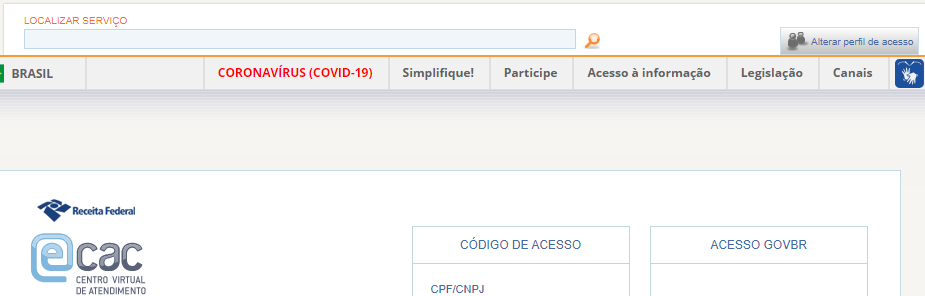 LOCALIZAR SERVIÇO
Alterar perfil de acesso
BRASIL CORONAVÍRUS (COVID-19) Simplifique! Participe Acesso à informação Legislação Canais
Receita Federal
ecac
CENTRO VIRTUAL
DE ATENDIMENTO
CÓDIGO DE ACESSO
CPF/CNPJ
ACESSO GOVBR